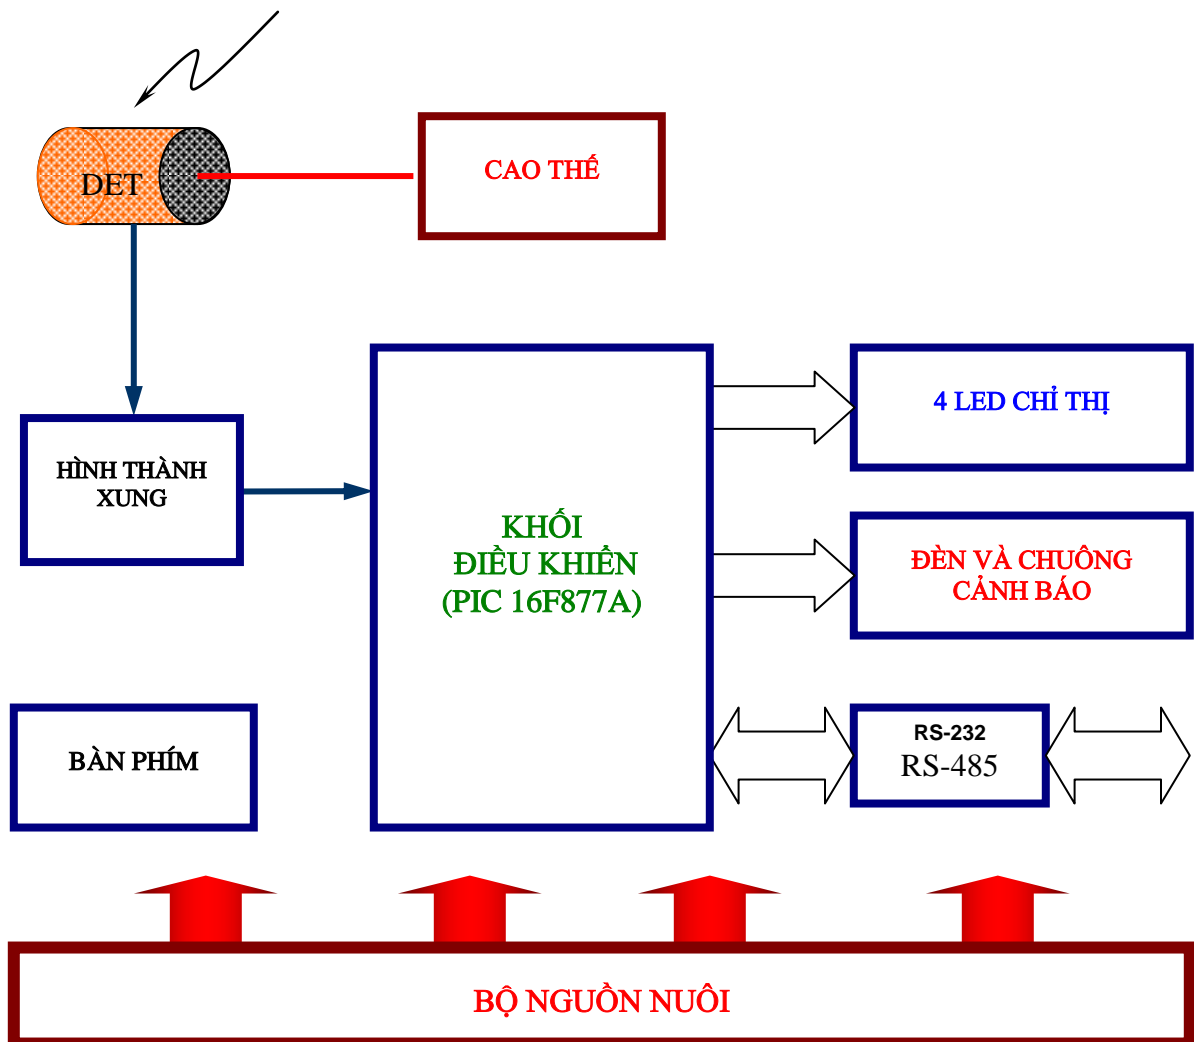 DET
CAO THẾ
4 LED CHỈ THỊ
HÌNH THÀNH
XUNG
KHỐI
ĐIỀU KHIỂN
(PIC 16F877A)
ĐÈN VÀ CHUÔNG
CẢNH BÁO
BÀN PHÍM
RS-232
RS-485
BỘ NGUỒN NUÔI